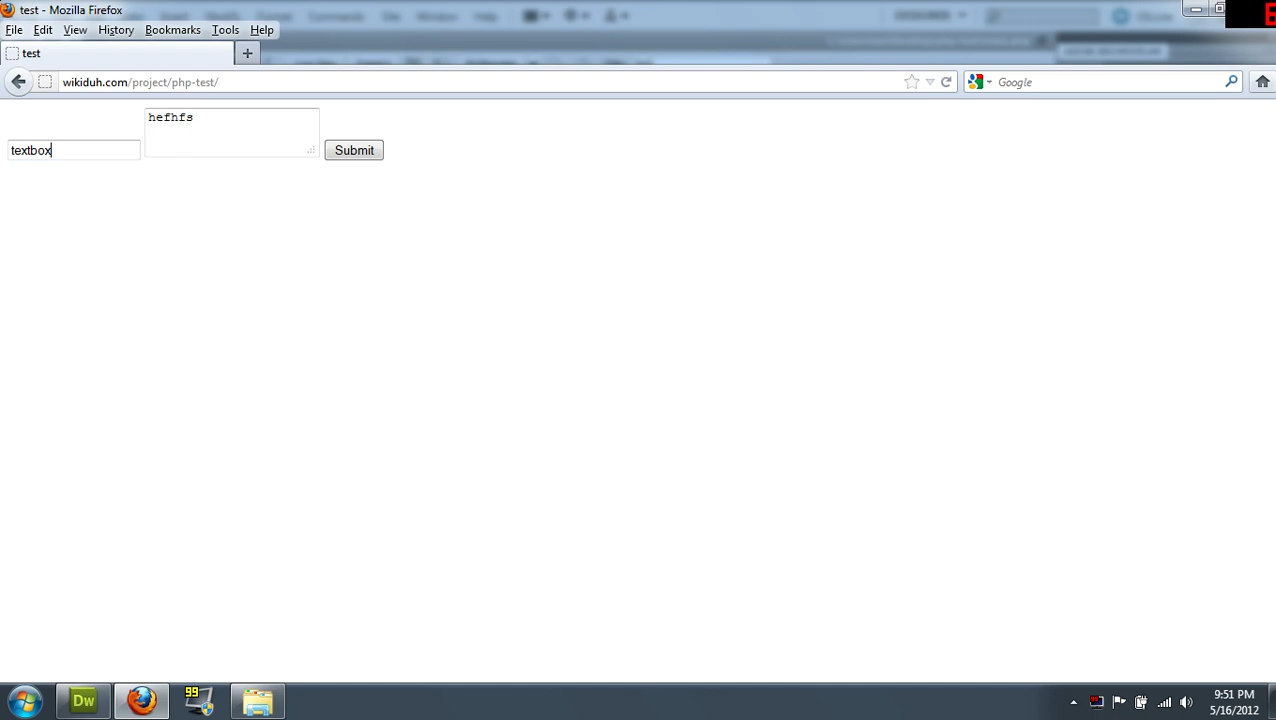 test - Mozilla Firefox
File Edit View History Bookmarks Tools Help
test
wikiduh.com/project/php-test/
Google
hefhfs
textbox
Submit
Dw
99
9:51 PM
5/16/2012